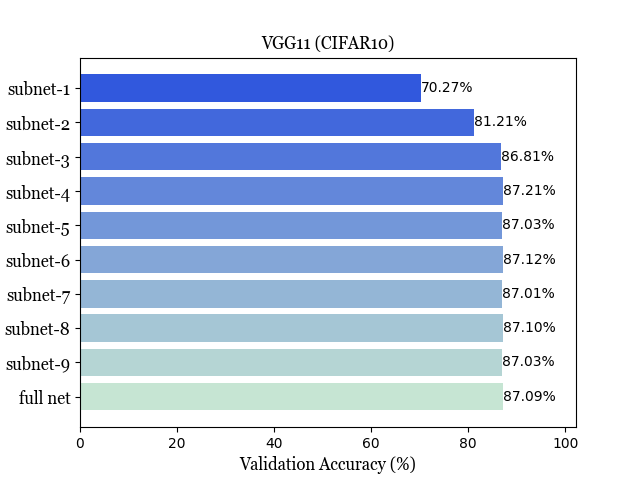 VGG11 (CIFAR10)
subnet-1 70.27%
subnet-2 81.21%
subnet-3 86.81%
subnet-4 87.21%
subnet-5 87.03%
subnet-6 87.12%
subnet-7 87.01%
subnet-8 87.10%
subnet-9 87.03%
full net 87.09%
0 20 40 60 80 100
Validation Accuracy (%)